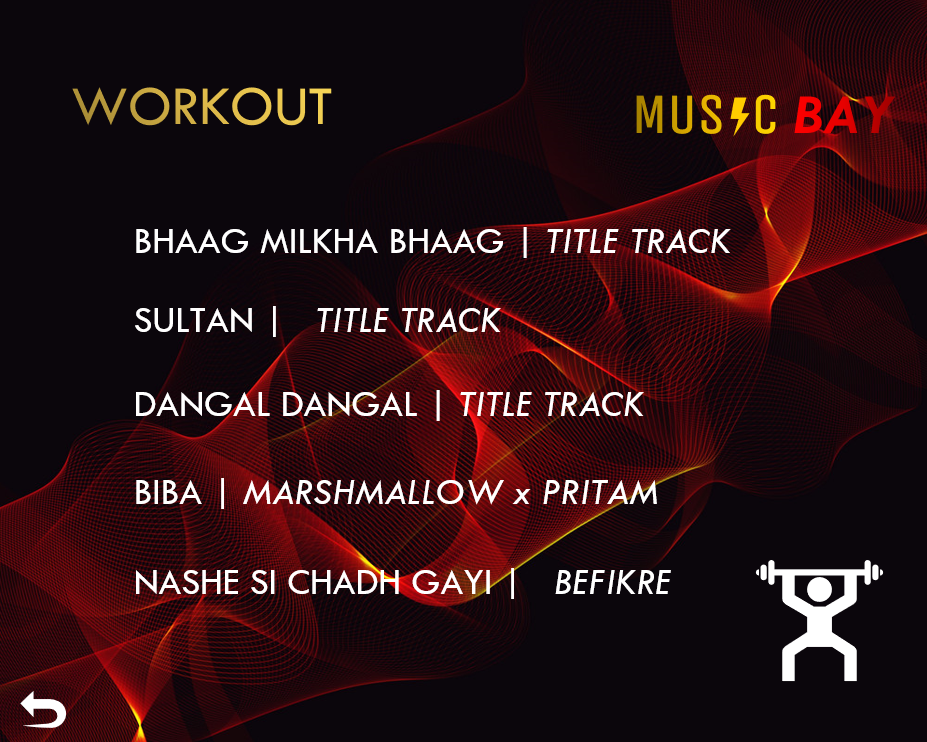 WORKOUT
MUSIC BAY
BHAAG MILKHA BHAAG | TITLE TRACK
SULTAN | TITLE TRACK
DANGAL DANGAL | TITLE TRACK
BIBA | MARSHMALLOW x PRITAM
NASHE SI CHADH GAYI | BEFIKRE